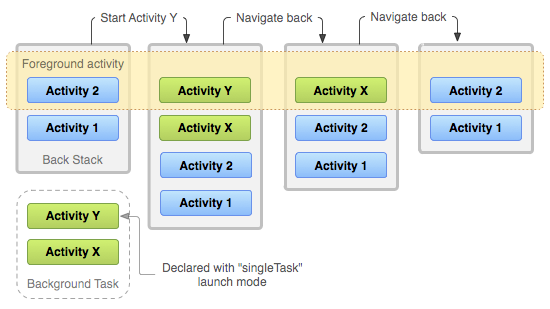 Start Activity Y
Navigate back
Navigate back
Foreground activity
Activity 2
Activity 1
Back Stack
Activity Y
Activity X
Activity 2
Activity 1
Activity X
Activity 2
Activity 1
Activity 2
Activity 1
Activity Y
Activity X
Background Task
Declared with "singleTask"
launch mode